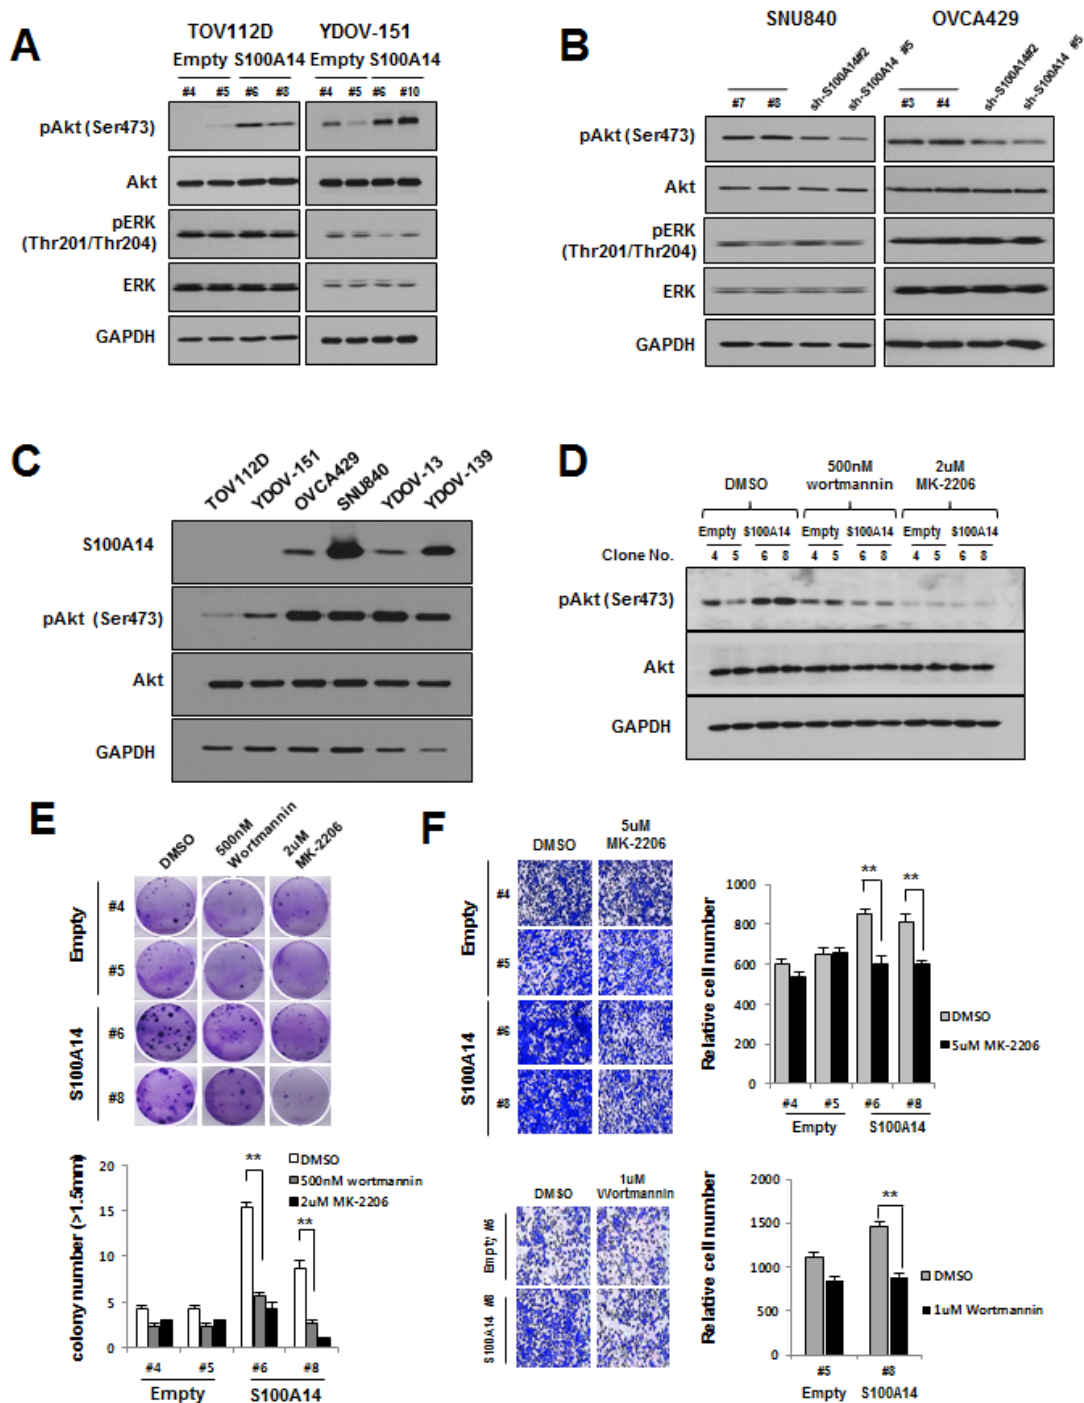 A
TOV112D YDOV-151
Empty S100A14 Empty S100A14
#4 #5 #6 #8 #4 #5 #6 #10
pAkt (Ser473)
Akt
pERK
(Thr201/Thr204)
ERK
GAPDH
B
SNU840 OVCA429
#7 #8 sh-S100A14#2 sh-S100A14 #5 #3 #4 sh-S100A14#2 sh-S100A14 #5
pAkt (Ser473)
Akt
pERK
(Thr201/Thr204)
ERK
GAPDH
C
TOV112D YDOV-151 OVCA429 SNU840 YDOV-13 YDOV-139
S100A14
pAkt (Ser473)
Akt
GAPDH
D
500nM 2uM
DMSO wortmannin MK-2206
Empty S100A14 Empty S100A14 Empty S100A14
Clone No. 4 5 6 8 4 5 6 8 4 5 6 8
pAkt (Ser473)
Akt
GAPDH
E
DMSO 500nM Wortmannin 2uM MK-2206
Empty
#4
#5
S100A14
#6
#8
colony number (>1.5mm)
20
15
10
5
0
** **
DMSO
500nM wortmannin
2uM MK-2206
#4 #5 #6 #8
Empty S100A14
F
5uM
DMSO MK-2206
Empty
#4
#5
S100A14
#6
#8
Relative cell number
1000
800
600
400
200
0
** **
DMSO
5uM MK-2206
#4 #5 #6 #8
Empty S100A14
1uM
DMSO Wortmannin
S100A14 #8
Relative cell number
2000
1500
1000
500
0
**
DMSO
1uM Wortmannin
#5 #8
Empty S100A14